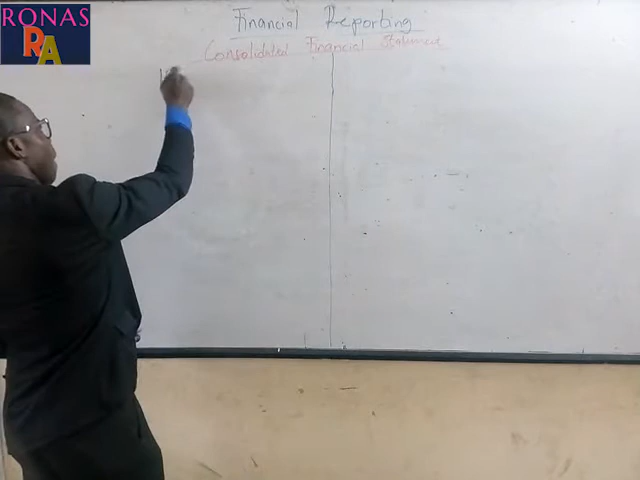 RONAS
RA
Financial Reporting
Consolidated Financial Statement